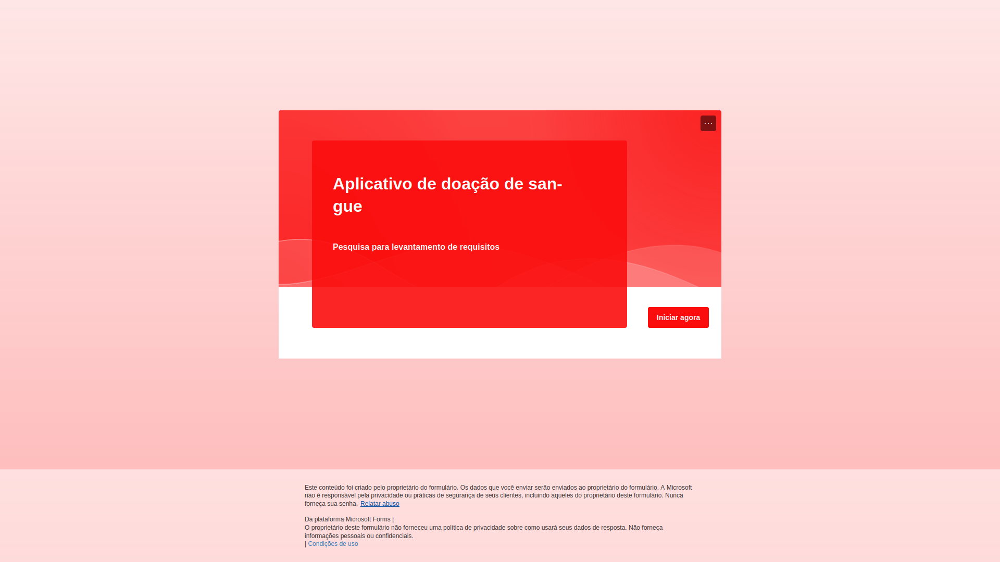 ...
Aplicativo de doação de san-
gue
Pesquisa para levantamento de requisitos
Iniciar agora
Este conteúdo foi criado pelo proprietário do formulário. Os dados que você enviar serão enviados ao proprietário do formulário. A Microsoft
não é responsável pela privacidade ou práticas de segurança de seus clientes, incluindo aqueles do proprietário deste formulário. Nunca
forneça sua senha. Relatar abuso
Da plataforma Microsoft Forms |
O proprietário deste formulário não forneceu uma política de privacidade sobre como usará seus dados de resposta. Não forneça
informações pessoais ou confidenciais.
| Condições de uso